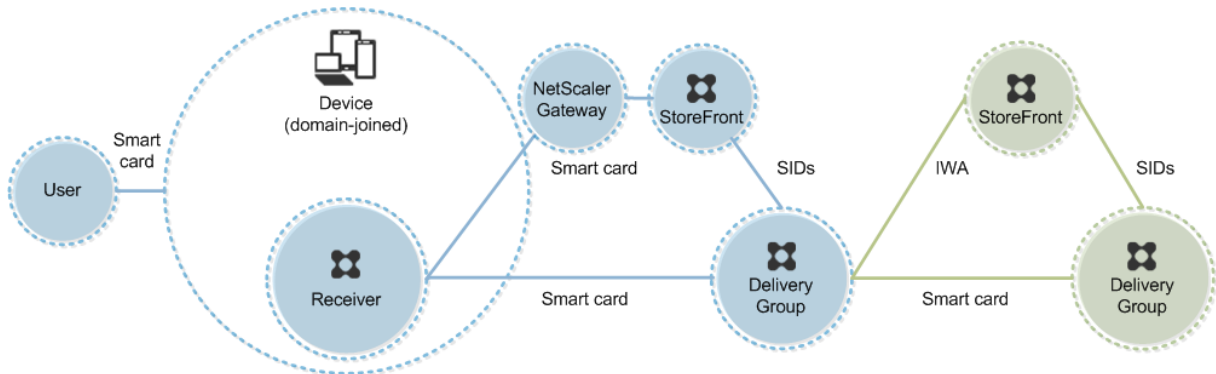 User
Smart
card
Device
(domain-joined)
Receiver
NetScaler
Gateway
StoreFront
Smart card
SIDs
Smart card
Delivery
Group
IWA
StoreFront
SIDs
Smart card
Delivery
Group